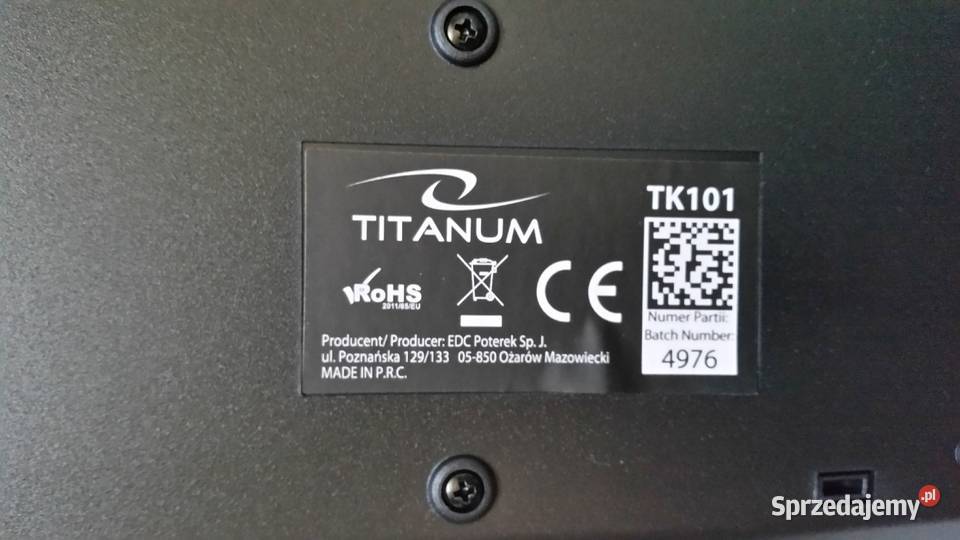 TITANUM
TK101
RoHS
2011/65/EU
CE
Numer Partii:
Batch Number:
4976
Producent/ Producer: EDC Poterek Sp. J.
ul. Poznańska 129/133 05-850 Ożarów Mazowiecki
MADE IN P.R.C.
Sprzedajemy.pl